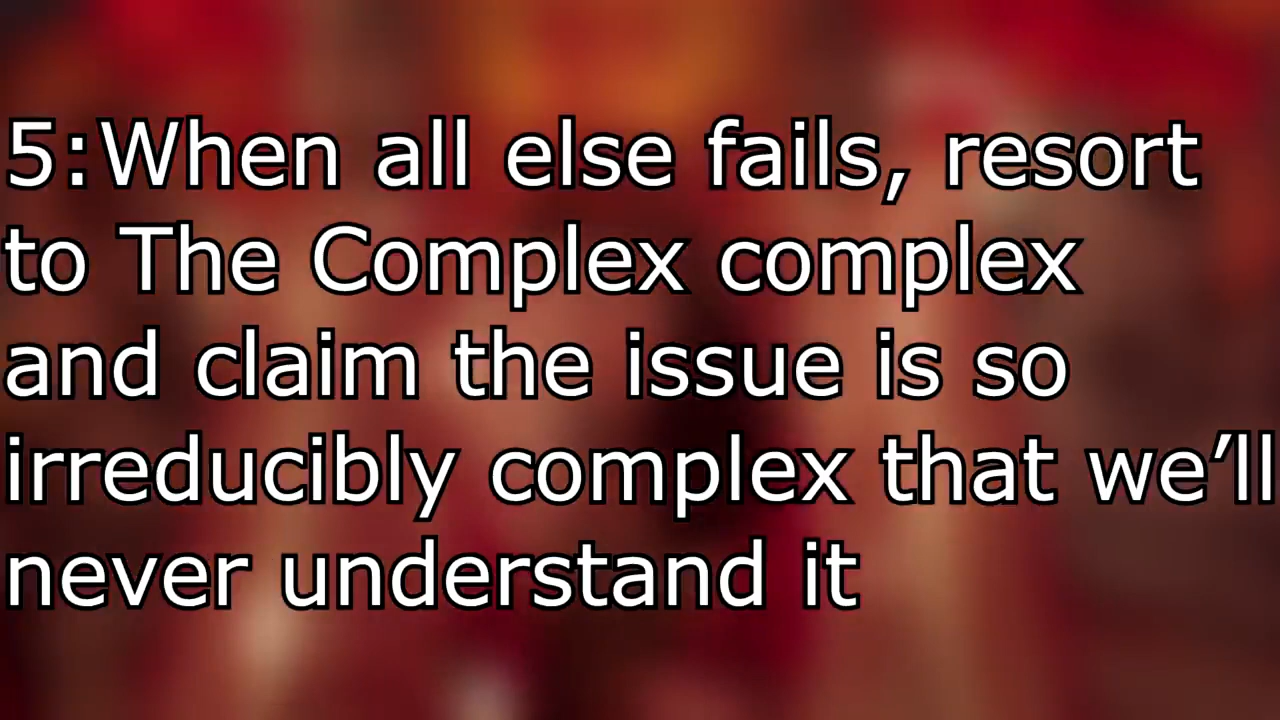 5:When all else fails, resort
to The Complex complex
and claim the issue is so
irreducibly complex that we’ll
never understand it